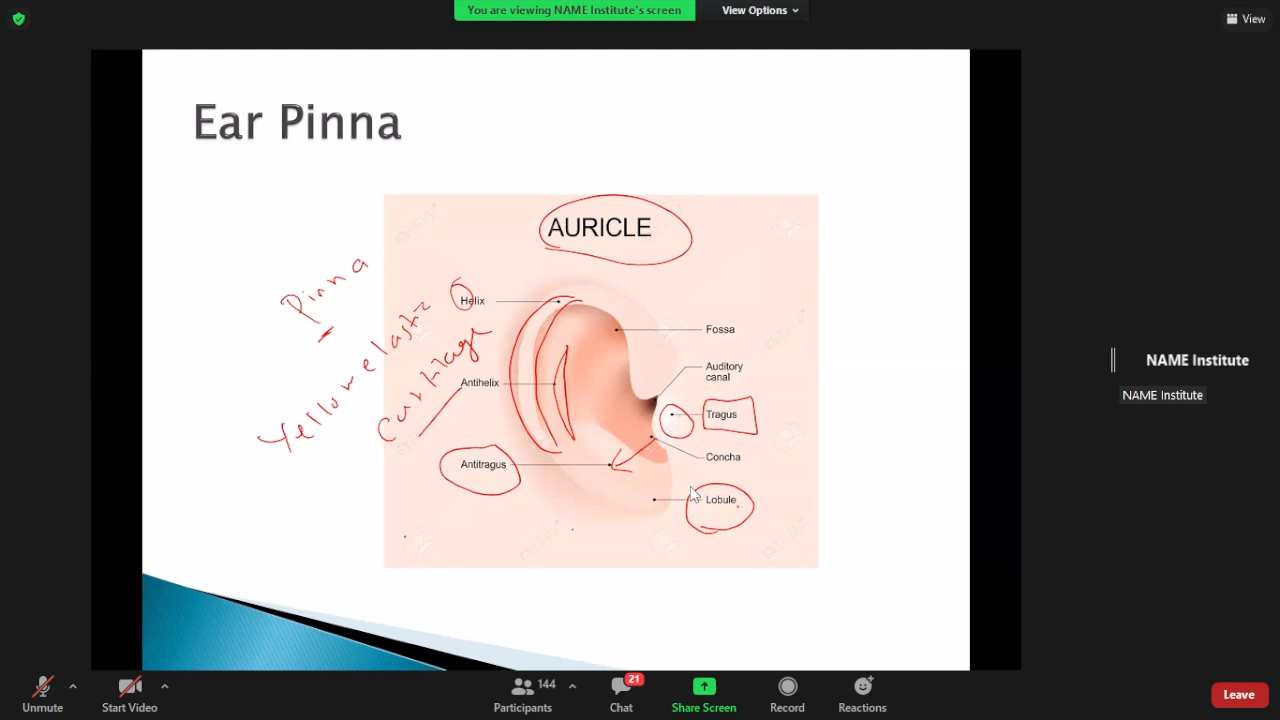 You are viewing NAME Institute's screen
View Options
View
Ear Pinna
AURICLE
Pinna
Yellow elastic
Cartilage
Helix
Fossa
Auditory
canal
Antihelix
Tragus
Concha
Antitragus
Lobule
NAME Institute
NAME Institute
Unmute
Start Video
144
Participants
21
Chat
Share Screen
Record
Reactions
Leave